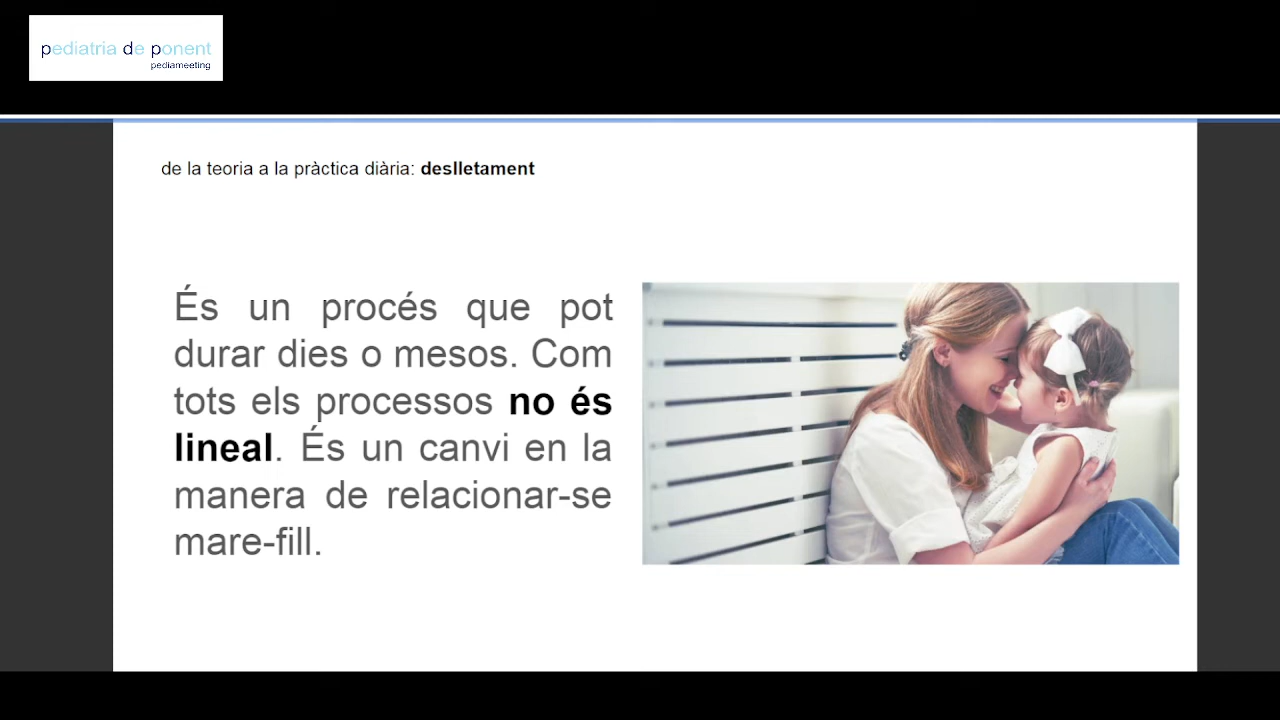 pediatria de ponent
pediameeting
de la teoria a la pràctica diària: deslletament
És un procés que pot
durar dies o mesos. Com
tots els processos no és
lineal. És un canvi en la
manera de relacionar-se
mare-fill.